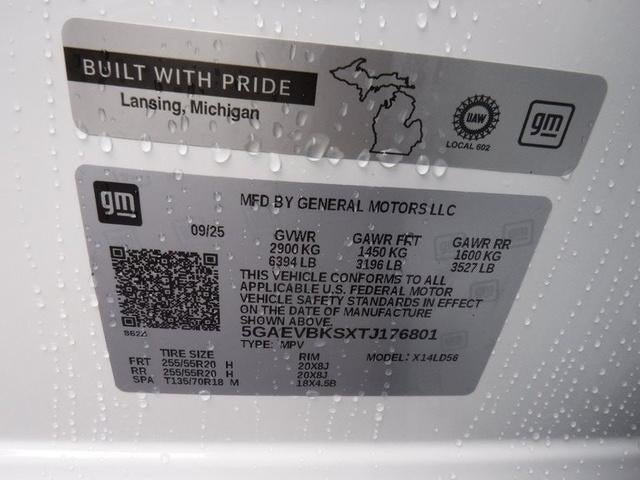 BUILT WITH PRIDE
Lansing, Michigan
UAW
LOCAL 602
gm
gm
MFD BY GENERAL MOTORS LLC
09/25 GVWR GAWR FRT GAWR RR
2900 KG 1450 KG 1600 KG
6394 LB 3196 LB 3527 LB
THIS VEHICLE CONFORMS TO ALL
APPLICABLE U.S. FEDERAL MOTOR
VEHICLE SAFETY STANDARDS IN EFFECT
ON THE DATE OF MANUFACTURE
SHOWN ABOVE.
5GAEVBKSXTJ176801
TYPE: MPV MODEL: X14LD56
TIRE SIZE RIM
FRT 255/55R20 H 20X8J
RR 255/55R20 H 20X8J
SPA T135/70R18 M 18X4.5B